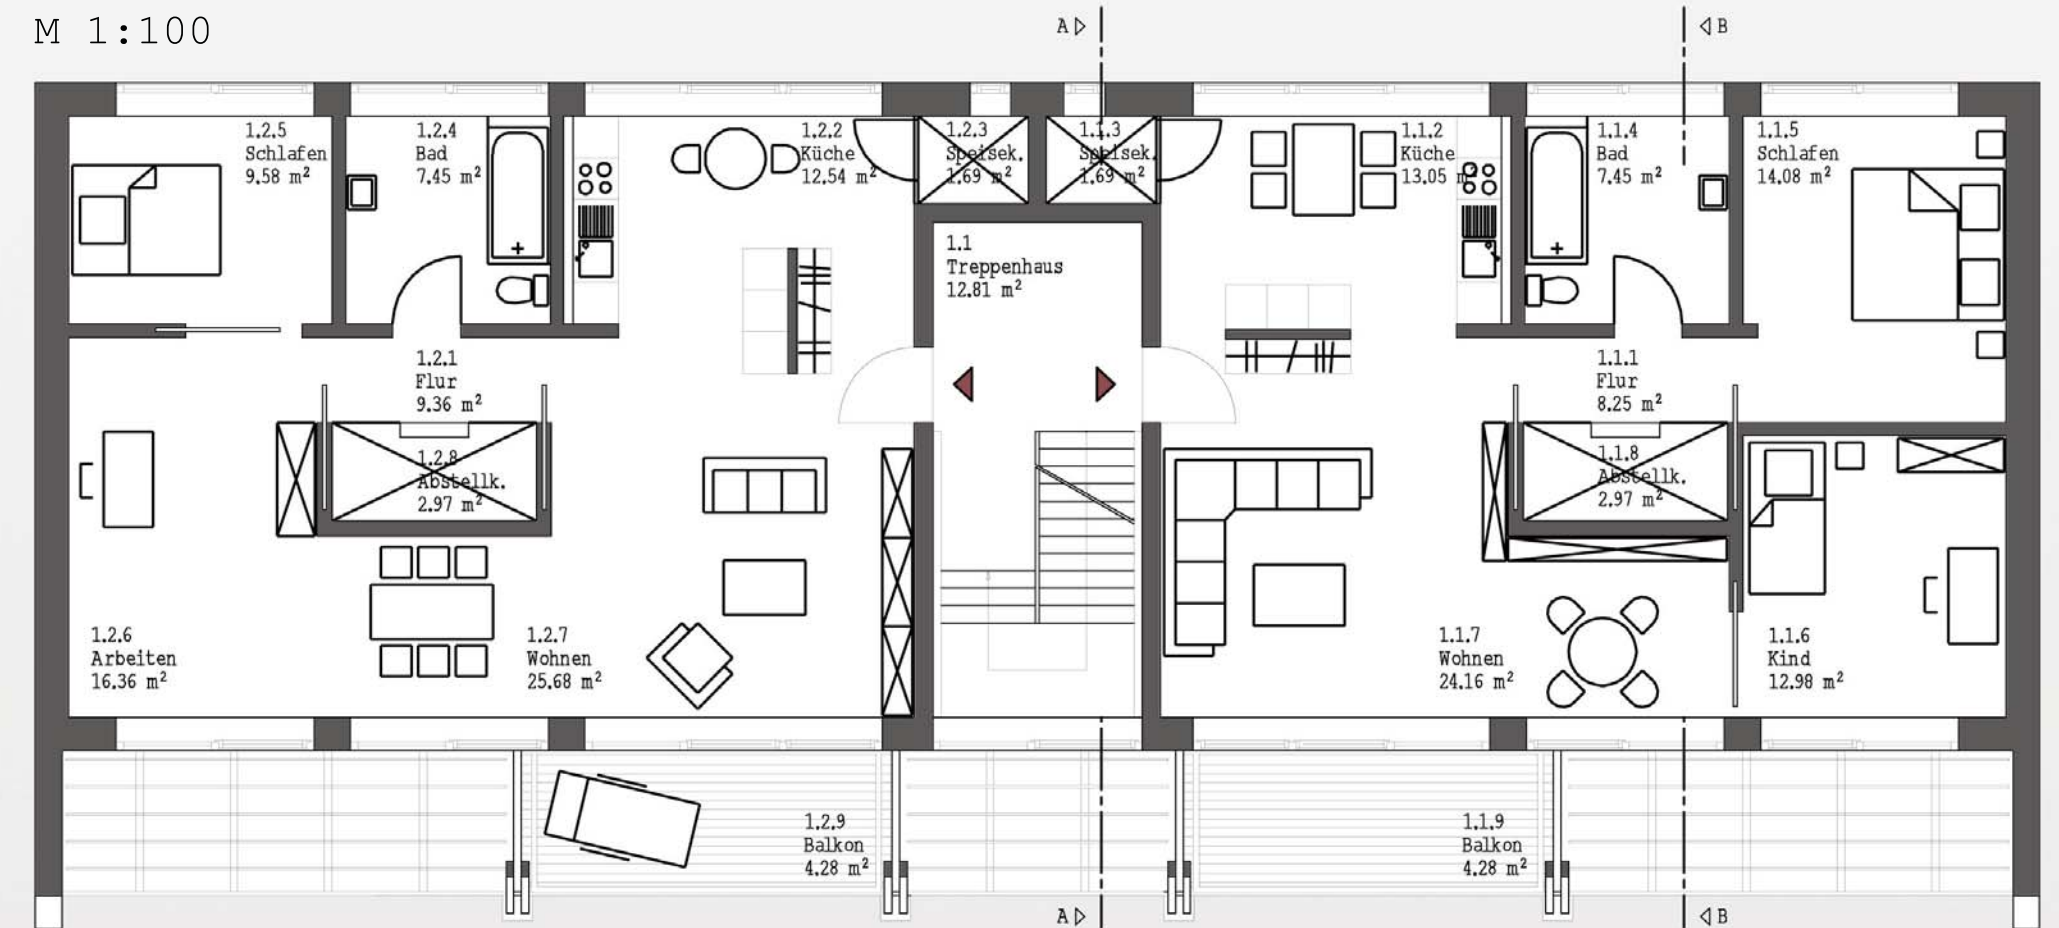 M 1:100
A
B
1.2.5
Schlafen
9.58 m²
1.2.4
Bad
7.45 m²
1.2.2
Küche
12.54 m²
1.2.3
Speisek.
1.69 m²
1.1.3
Speisek.
1.69 m²
1.1.2
Küche
13.05 m²
1.1.4
Bad
7.45 m²
1.1.5
Schlafen
14.08 m²
1.1
Treppenhaus
12.81 m²
1.2.1
Flur
9.36 m²
1.1.1
Flur
8.25 m²
1.2.8
Abstellk.
2.97 m²
1.1.8
Abstellk.
2.97 m²
1.2.6
Arbeiten
16.36 m²
1.2.7
Wohnen
25.68 m²
1.1.7
Wohnen
24.16 m²
1.1.6
Kind
12.98 m²
1.2.9
Balkon
4.28 m²
1.1.9
Balkon
4.28 m²
A
B